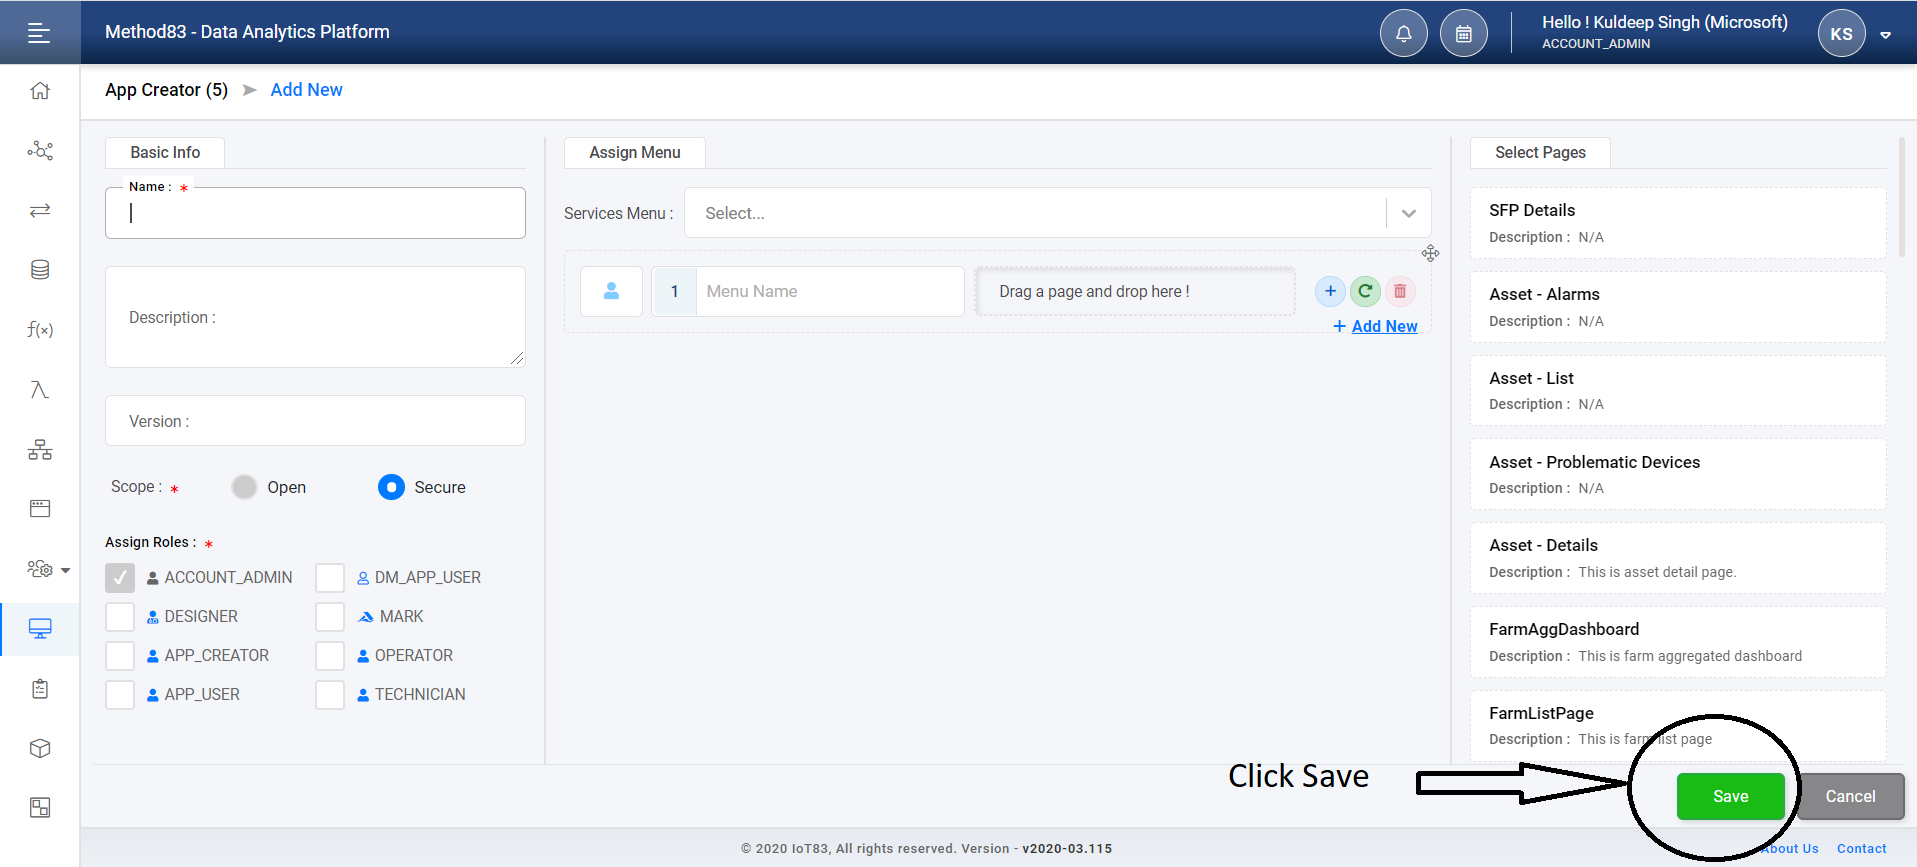 Method83 - Data Analytics Platform
Hello ! Kuldeep Singh (Microsoft)
ACCOUNT_ADMIN
KS
App Creator (5) ➤ Add New
Basic Info
Name : *
Description :
Version :
Scope : * Open Secure
Assign Roles : *
ACCOUNT_ADMIN DM_APP_USER
DESIGNER MARK
APP_CREATOR OPERATOR
APP_USER TECHNICIAN
Assign Menu
Services Menu : Select...
1 Menu Name Drag a page and drop here !
+ Add New
Select Pages
SFP Details
Description : N/A
Asset - Alarms
Description : N/A
Asset - List
Description : N/A
Asset - Problematic Devices
Description : N/A
Asset - Details
Description : This is asset detail page.
FarmAggDashboard
Description : This is farm aggregated dashboard
FarmListPage
Description : This is farm list page
Click Save
Save Cancel
© 2020 IoT83, All rights reserved. Version - v2020-03.115
About Us Contact
f(x)
λ